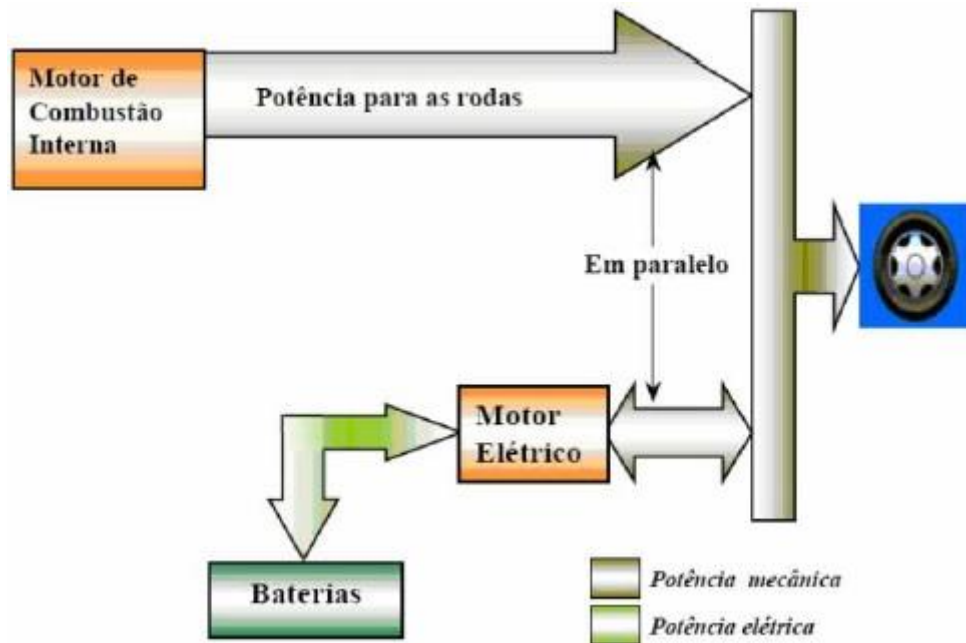 Motor de
Combustão
Interna
Potência para as rodas
Em paralelo
Motor
Elétrico
Baterias
Potência mecânica
Potência elétrica